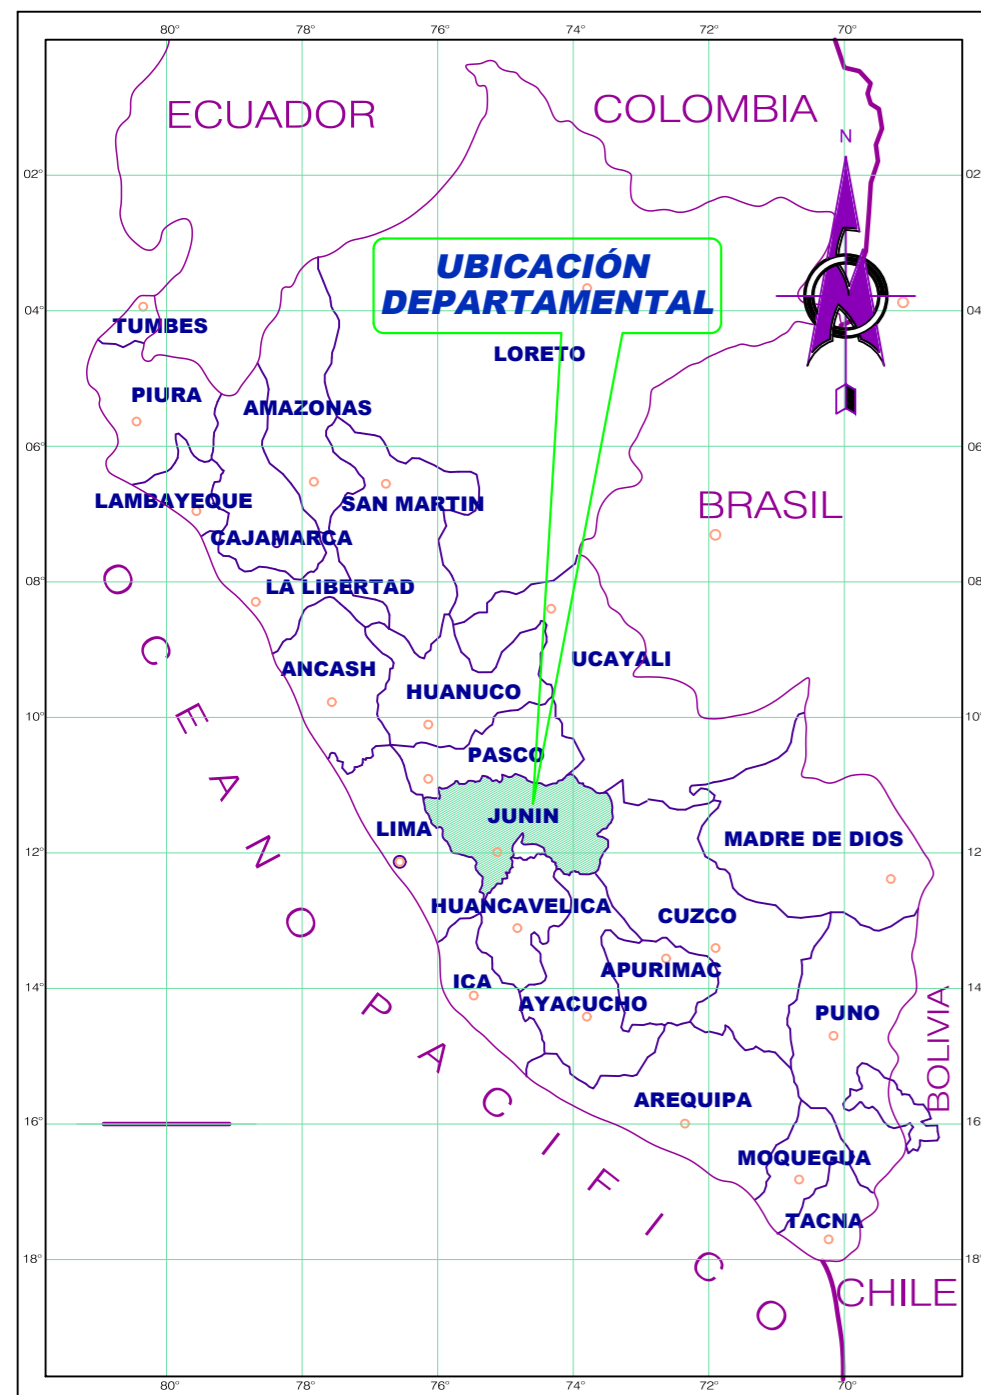 80° 78° 76° 74° 72° 70°
ECUADOR
COLOMBIA
N
02° 02°
UBICACIÓN
DEPARTAMENTAL
04° 04°
TUMBES
LORETO
PIURA
AMAZONAS
06° 06°
LAMBAYEQUE
SAN MARTIN
BRASIL
CAJAMARCA
08° 08°
LA LIBERTAD
ANCASH
UCAYALI
HUANUCO
10° 10°
PASCO
JUNIN
LIMA
MADRE DE DIOS
12° 12°
HUANCAVELICA
CUZCO
APURIMAC
ICA
14° 14°
AYACUCHO
PUNO
BOLIVIA
AREQUIPA
16° 16°
MOQUEGUA
TACNA
18° 18°
CHILE
OCEANO PACIFICO
80° 78° 76° 74° 72° 70°